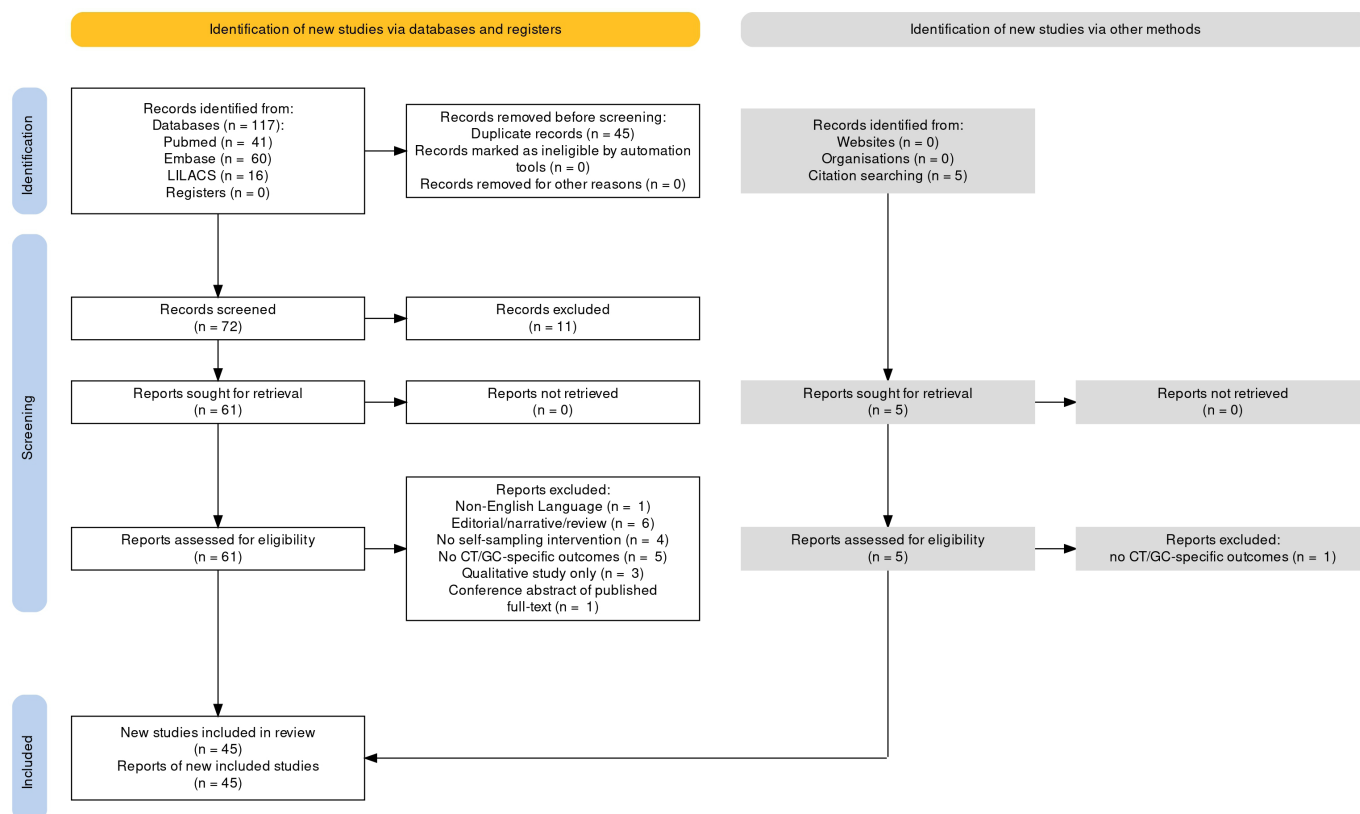 Identification of new studies via databases and registers
Identification of new studies via other methods
Identification
Records identified from:
Databases (n = 117):
Pubmed (n = 41)
Embase (n = 60)
LILACS (n = 16)
Registers (n = 0)
Records removed before screening:
Duplicate records (n = 45)
Records marked as ineligible by automation
tools (n = 0)
Records removed for other reasons (n = 0)
Records identified from:
Websites (n = 0)
Organisations (n = 0)
Citation searching (n = 5)
Screening
Records screened
(n = 72)
Records excluded
(n = 11)
Reports sought for retrieval
(n = 61)
Reports not retrieved
(n = 0)
Reports sought for retrieval
(n = 5)
Reports not retrieved
(n = 0)
Reports assessed for eligibility
(n = 61)
Reports excluded:
Non-English Language (n = 1)
Editorial/narrative/review (n = 6)
No self-sampling intervention (n = 4)
No CT/GC-specific outcomes (n = 5)
Qualitative study only (n = 3)
Conference abstract of published
full-text (n = 1)
Reports assessed for eligibility
(n = 5)
Reports excluded:
no CT/GC-specific outcomes (n = 1)
Included
New studies included in review
(n = 45)
Reports of new included studies
(n = 45)